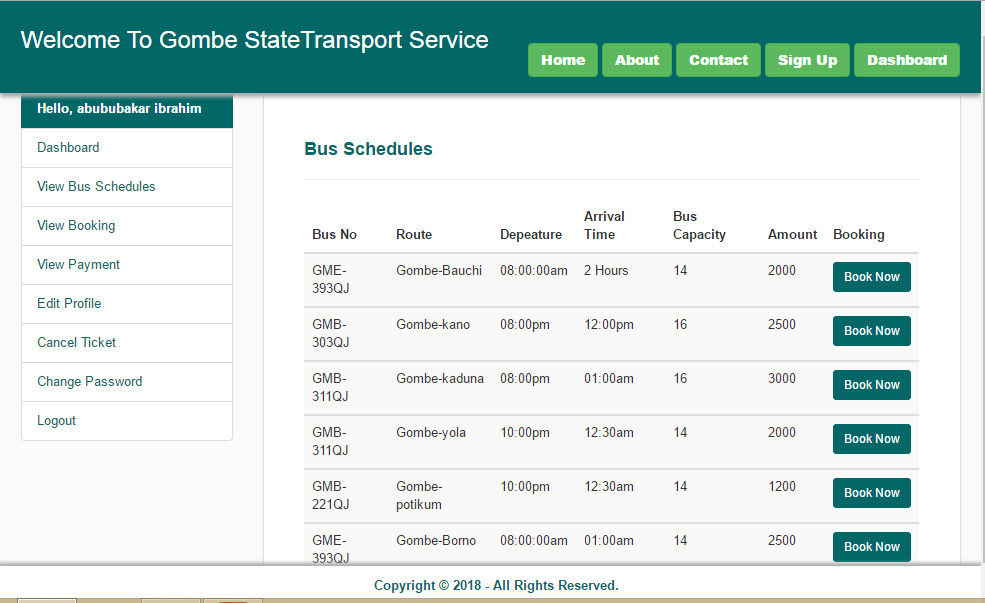 Welcome To Gombe StateTransport Service
Home About Contact Sign Up Dashboard
Hello, abububakar ibrahim
Dashboard
View Bus Schedules
View Booking
View Payment
Edit Profile
Cancel Ticket
Change Password
Logout
Bus Schedules
Arrival Bus
Bus No Route Depeature Time Capacity Amount Booking
GME- Gombe-Bauchi 08:00:00am 2 Hours 14 2000 Book Now
393QJ
GMB- Gombe-kano 08:00pm 12:00pm 16 2500 Book Now
303QJ
GMB- Gombe-kaduna 08:00pm 01:00am 16 3000 Book Now
311QJ
GMB- Gombe-yola 10:00pm 12:30am 14 2000 Book Now
311QJ
GMB- Gombe- 10:00pm 12:30am 14 1200 Book Now
221QJ potikum
GME- Gombe-Borno 08:00:00am 01:00am 14 2500 Book Now
393QJ
Copyright © 2018 - All Rights Reserved.